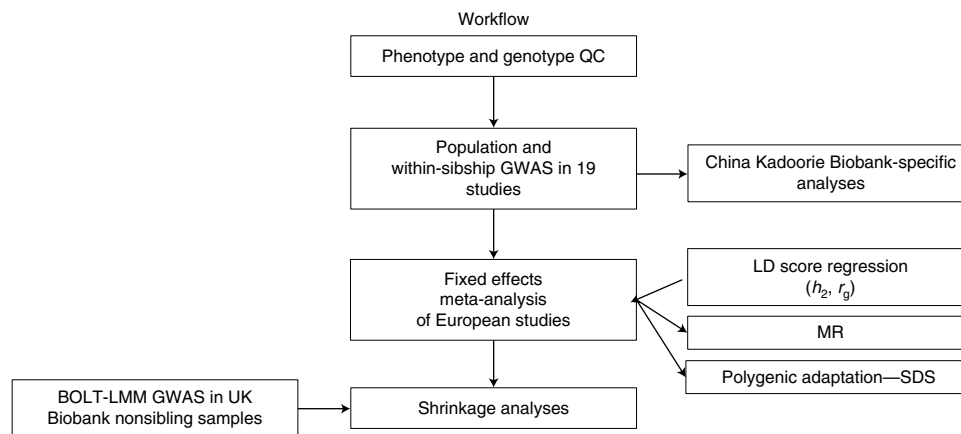 Workflow
Phenotype and genotype QC
Population and
within-sibship GWAS in 19
studies
China Kadoorie Biobank-specific
analyses
Fixed effects
meta-analysis
of European studies
LD score regression
(h₂, r_g)
MR
Polygenic adaptation—SDS
BOLT-LMM GWAS in UK
Biobank nonsibling samples
Shrinkage analyses